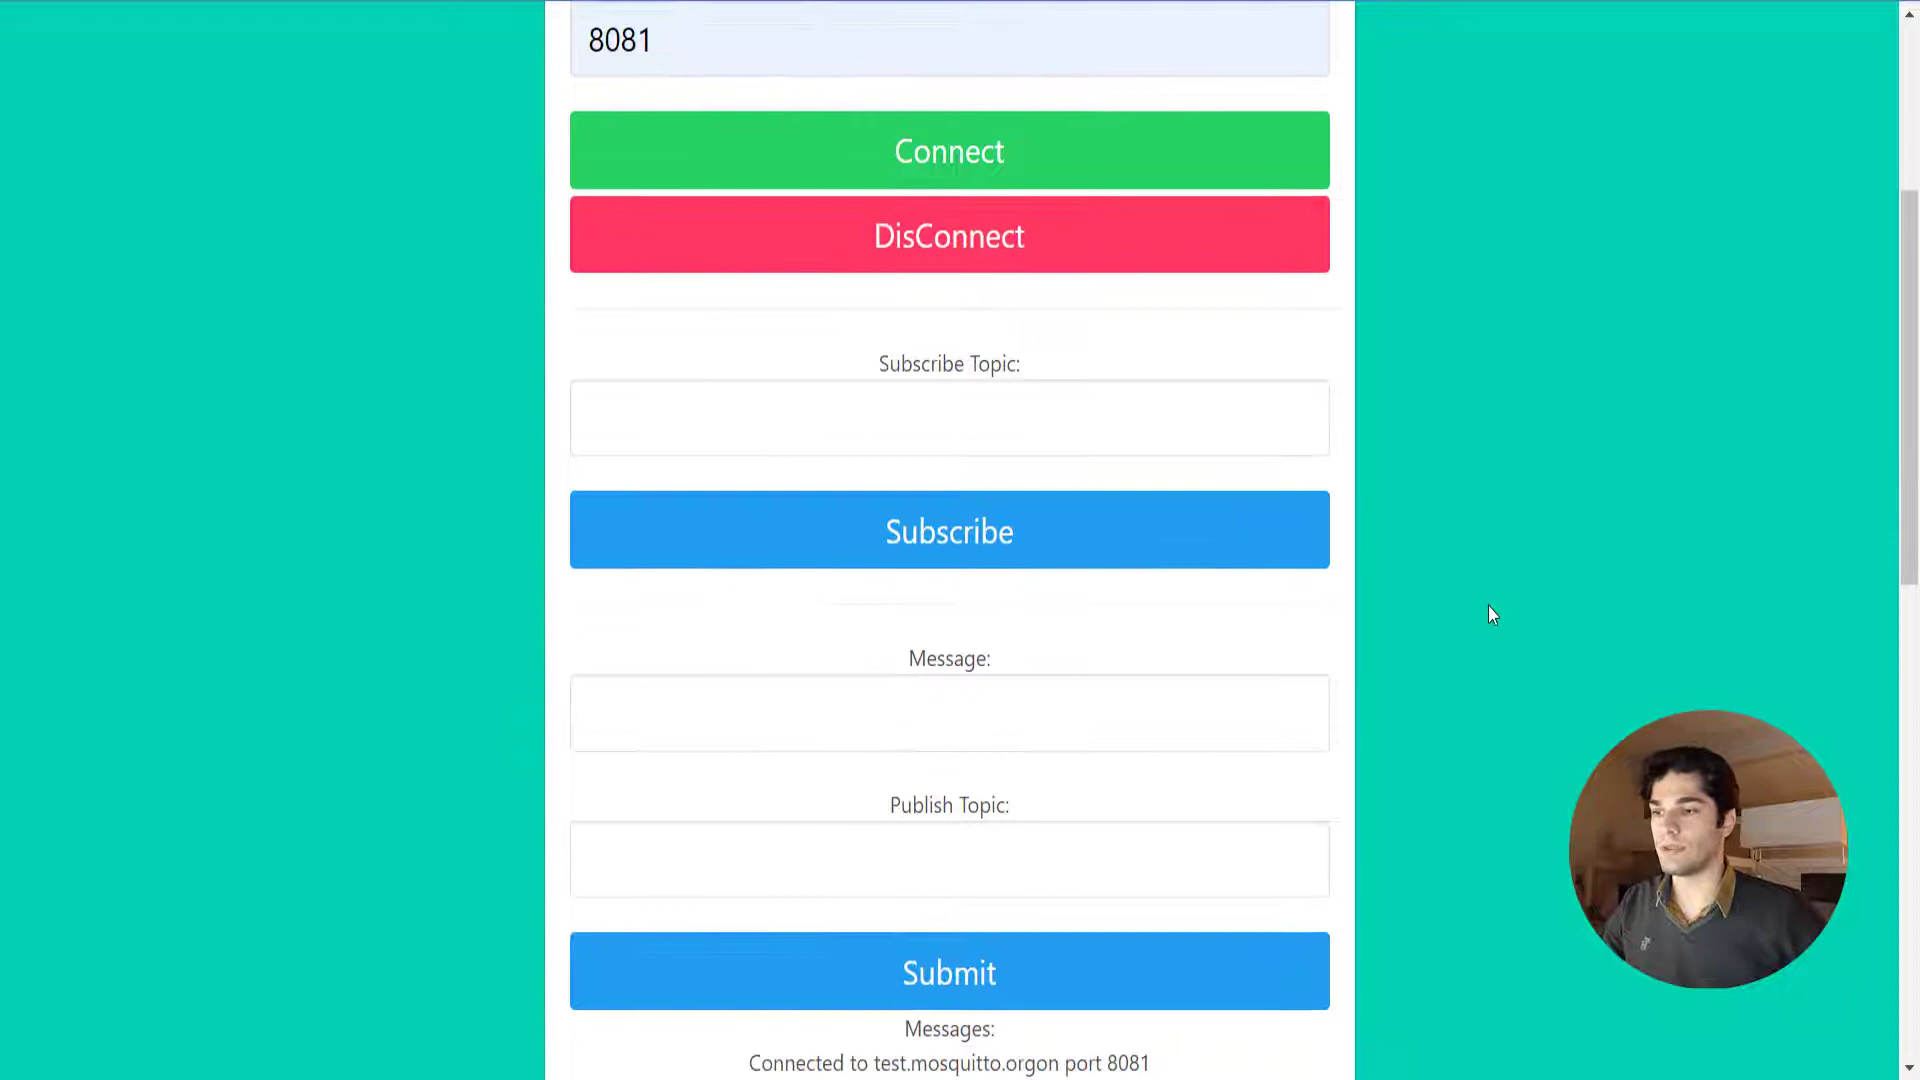 8081
Connect
DisConnect
Subscribe Topic:
Subscribe
Message:
Publish Topic:
Submit
Messages:
Connected to test.mosquitto.orgon port 8081